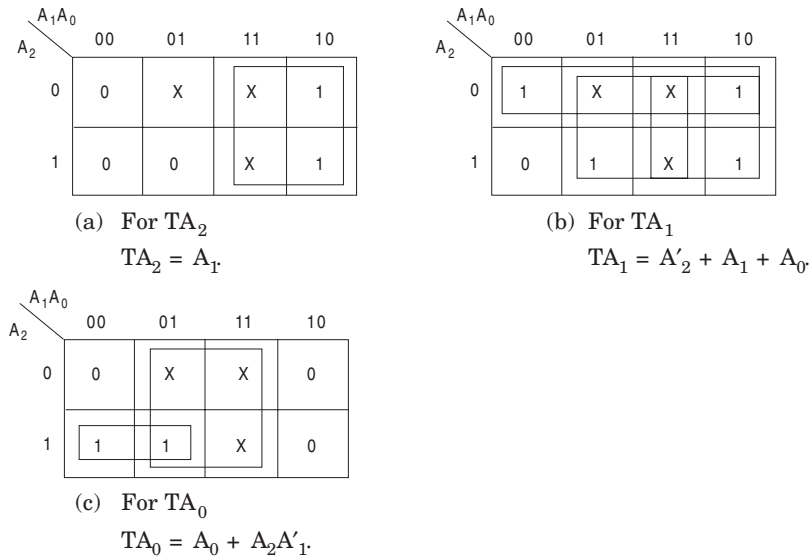 A₁A₀
A₂
00 01 11 10
0 0 X X 1
1 0 0 X 1
(a) For TA₂
TA₂ = A₁.
A₁A₀
A₂
00 01 11 10
0 1 X X 1
1 0 1 X 1
(b) For TA₁
TA₁ = A′₂ + A₁ + A₀.
A₁A₀
A₂
00 01 11 10
0 0 X X 0
1 1 1 X 0
(c) For TA₀
TA₀ = A₀ + A₂A′₁.